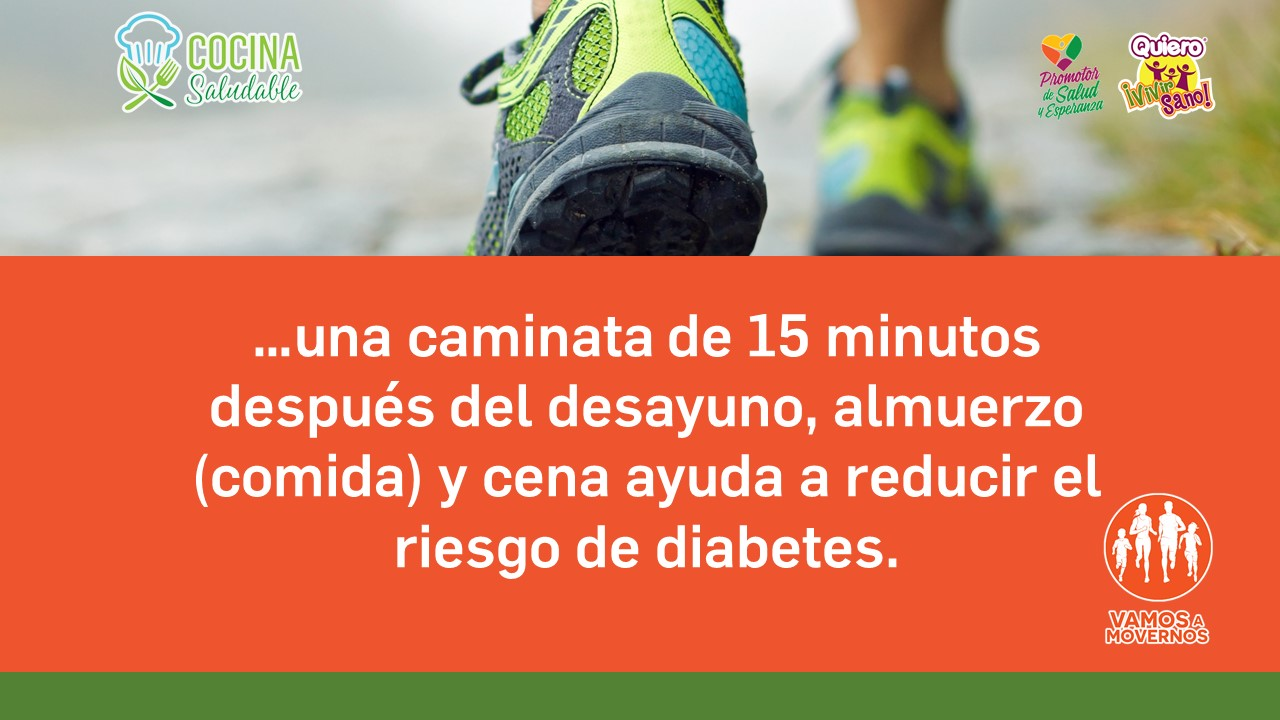 COCINA
Saludable
Promotor
de Salud
y Esperanza
Quiero
¡Vivir
Sano!
...una caminata de 15 minutos
después del desayuno, almuerzo
(comida) y cena ayuda a reducir el
riesgo de diabetes.
VAMOS A
MOVERNOS